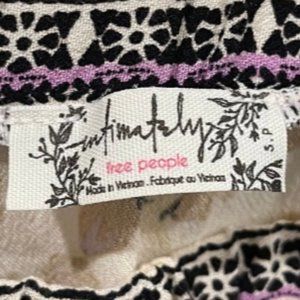 intimately
free people
Made in Vietnam . Fabriqué au Vietnam
S.P